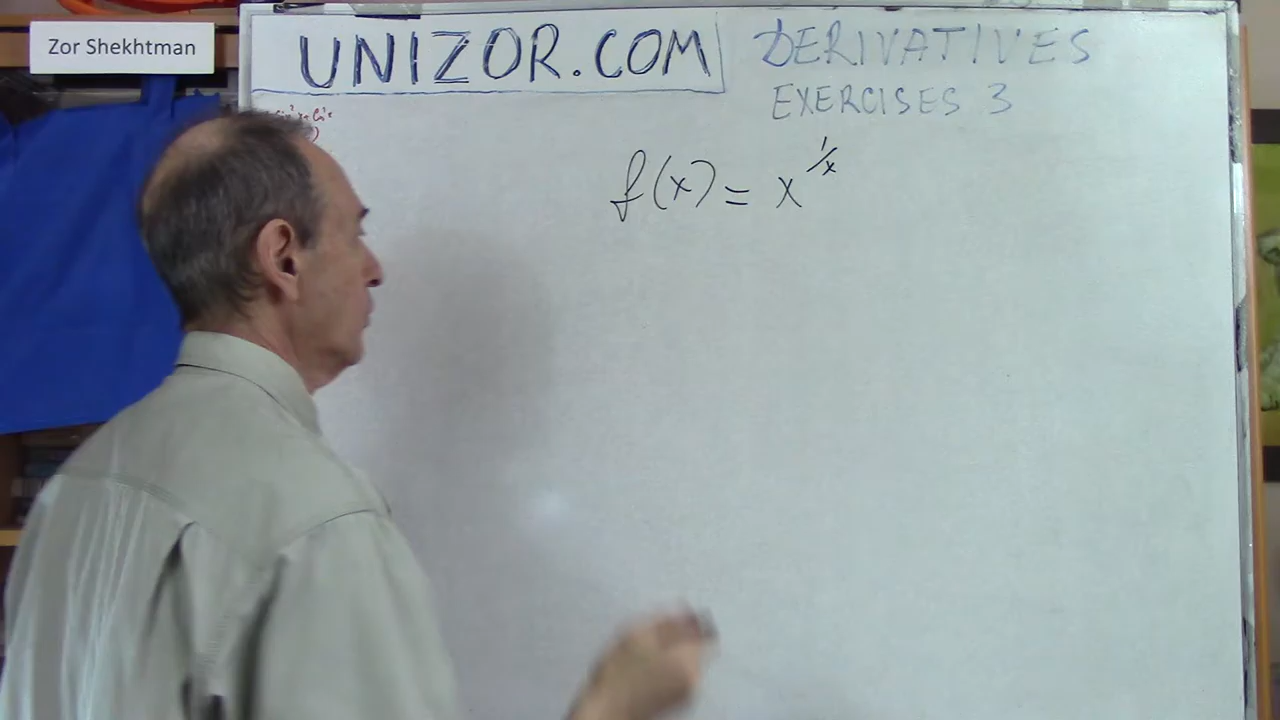 Zor Shekhtman
UNIZOR.COM
DERIVATIVES
EXERCISES 3
f(x) = x^{1/x}